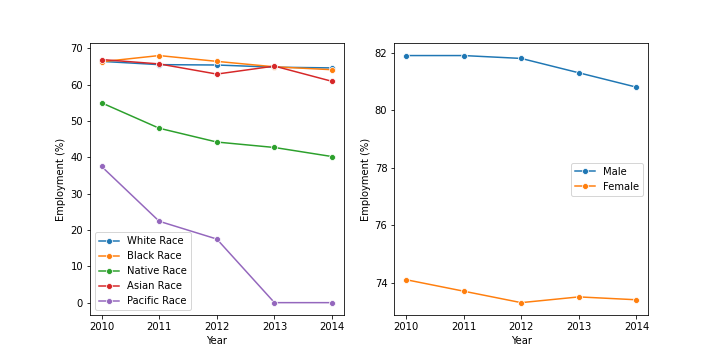 70
60
50
40
30
20
10
0
Employment (%)
2010 2011 2012 2013 2014
Year
White Race
Black Race
Native Race
Asian Race
Pacific Race
82
80
78
76
74
Employment (%)
2010 2011 2012 2013 2014
Year
Male
Female